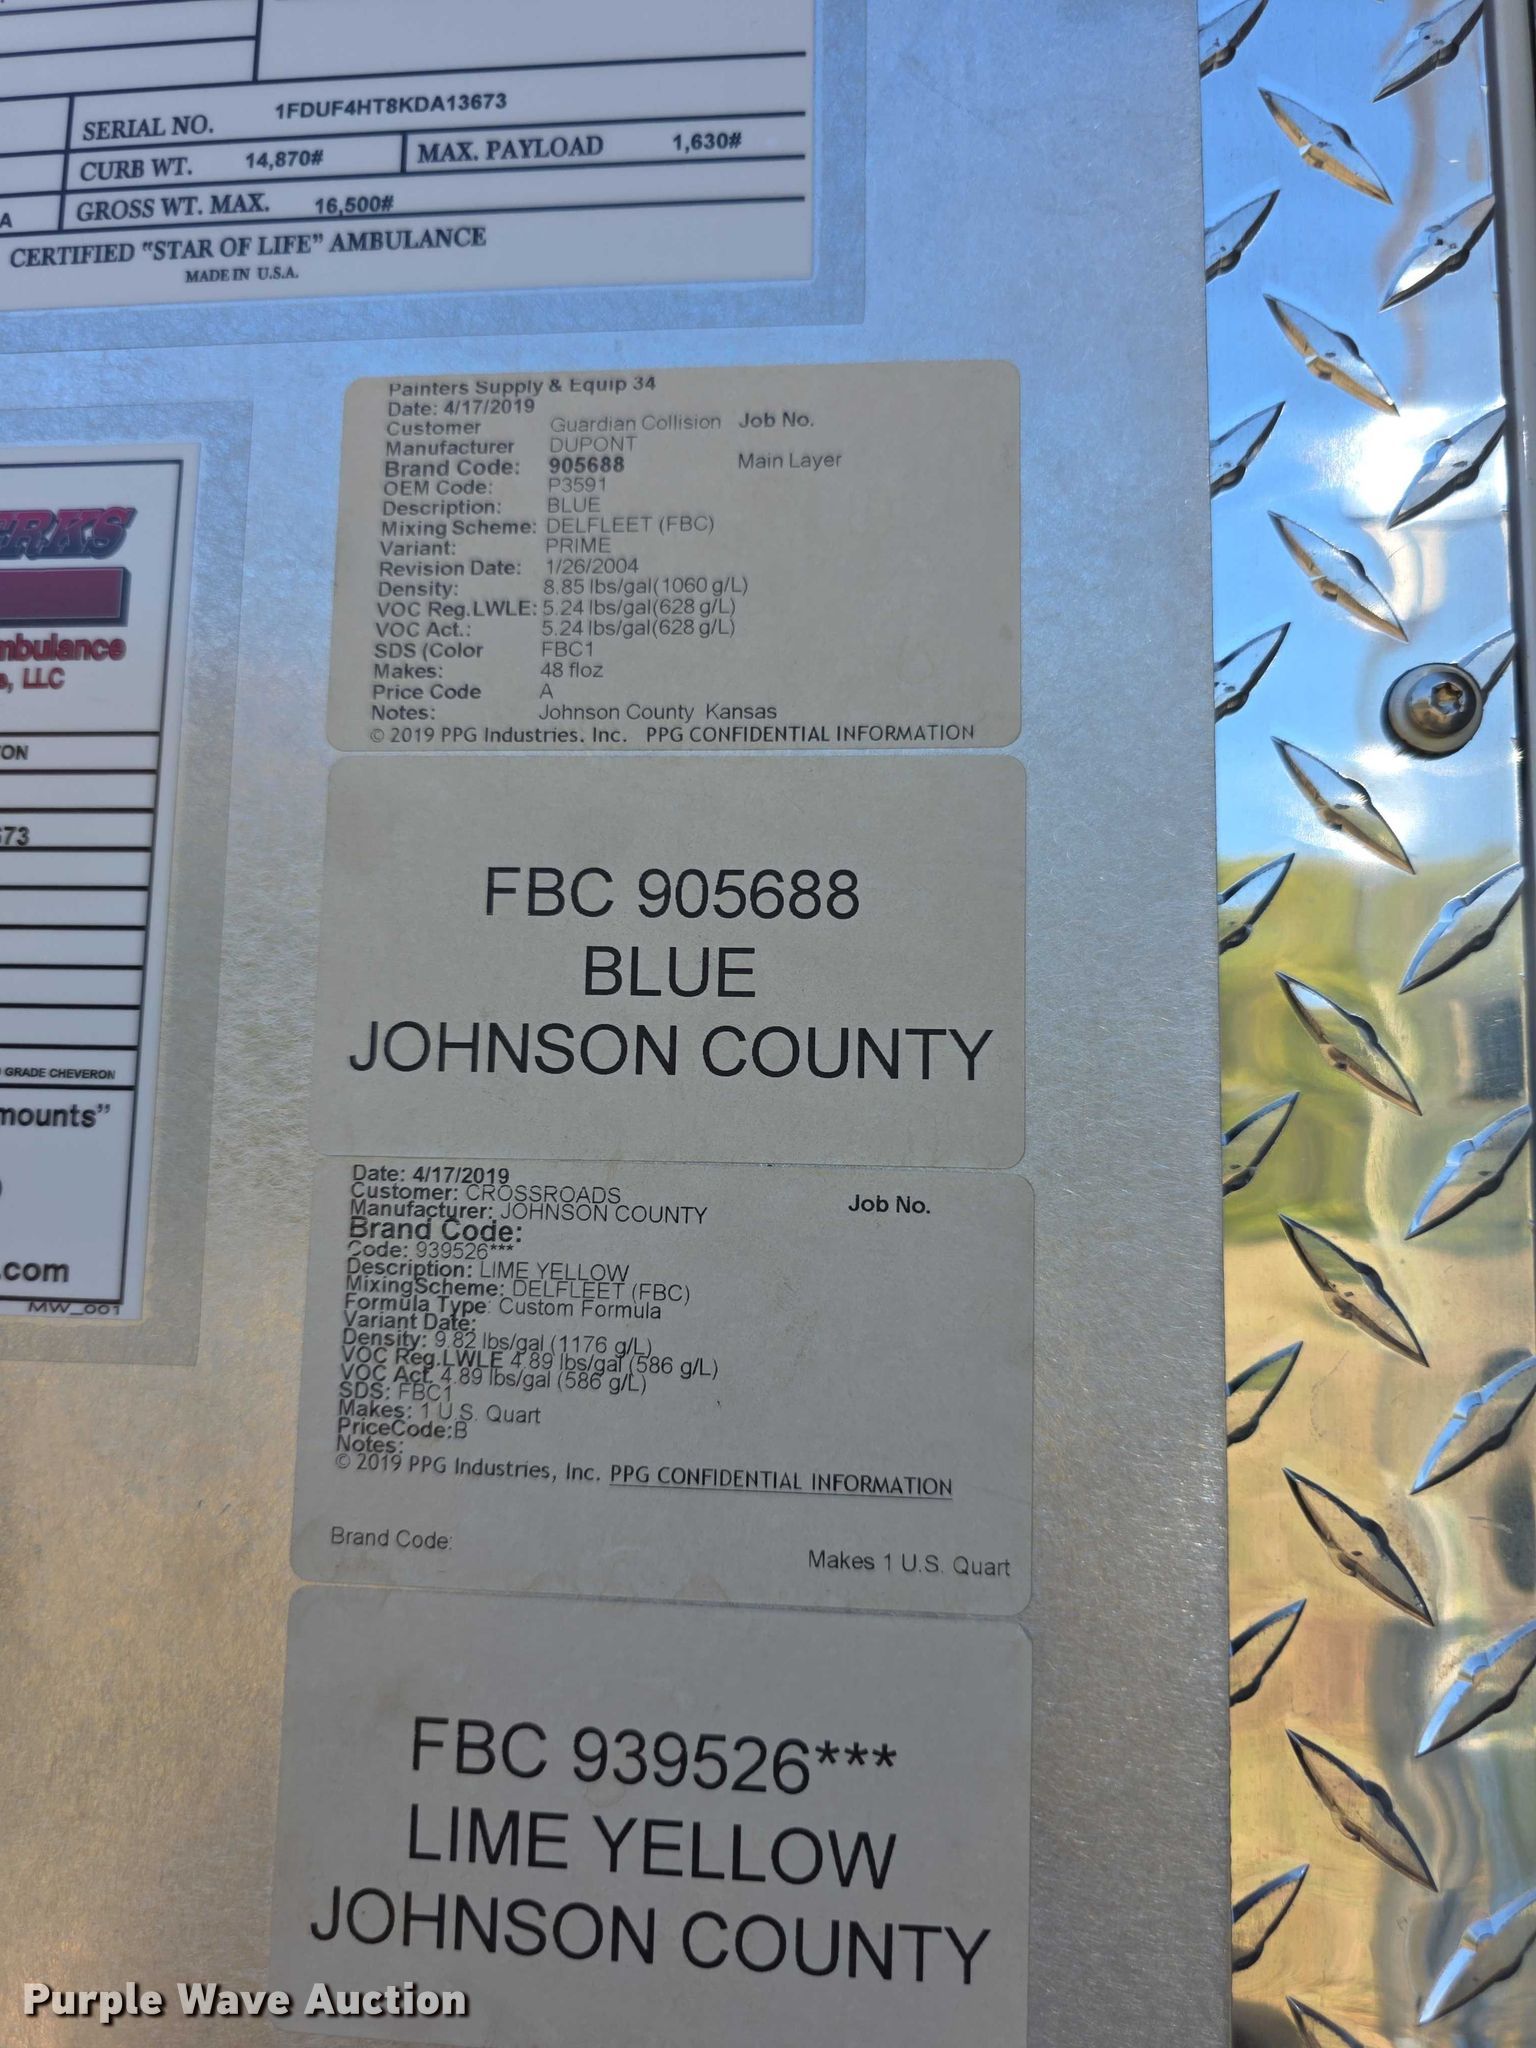 SERIAL NO. 1FDUF4HT8KDA13673
CURB WT. 14,870# MAX. PAYLOAD 1,630#
A GROSS WT. MAX. 16,500#
CERTIFIED "STAR OF LIFE" AMBULANCE
MADE IN U.S.A.
ERKS
mbulance
, LLC
ON
673
GRADE CHEVERON
mounts”
.com
MW_001
Painters Supply & Equip 34
Date: 4/17/2019
Customer Guardian Collision Job No.
Manufacturer DUPONT
Brand Code: 905688 Main Layer
OEM Code: P3591
Description: BLUE
Mixing Scheme: DELFLEET (FBC)
Variant: PRIME
Revision Date: 1/26/2004
Density: 8.85 lbs/gal(1060 g/L)
VOC Reg.LWLE: 5.24 lbs/gal(628 g/L)
VOC Act.: 5.24 lbs/gal(628 g/L)
SDS (Color FBC1
Makes: 48 floz
Price Code A
Notes: Johnson County Kansas
© 2019 PPG Industries, Inc. PPG CONFIDENTIAL INFORMATION
FBC 905688
BLUE
JOHNSON COUNTY
Date: 4/17/2019
Customer: CROSSROADS Job No.
Manufacturer: JOHNSON COUNTY
Brand Code:
Code: 939526***
Description: LIME YELLOW
MixingScheme: DELFLEET (FBC)
Formula Type: Custom Formula
Variant Date:
Density: 9.82 lbs/gal (1176 g/L)
VOC Reg.LWLE 4.89 lbs/gal (586 g/L)
VOC Act. 4.89 lbs/gal (586 g/L)
SDS: FBC1
Makes: 1 U.S. Quart
PriceCode:B
Notes:
© 2019 PPG Industries, Inc. PPG CONFIDENTIAL INFORMATION
Brand Code:
Makes 1 U.S. Quart
FBC 939526***
LIME YELLOW
JOHNSON COUNTY
Purple Wave Auction